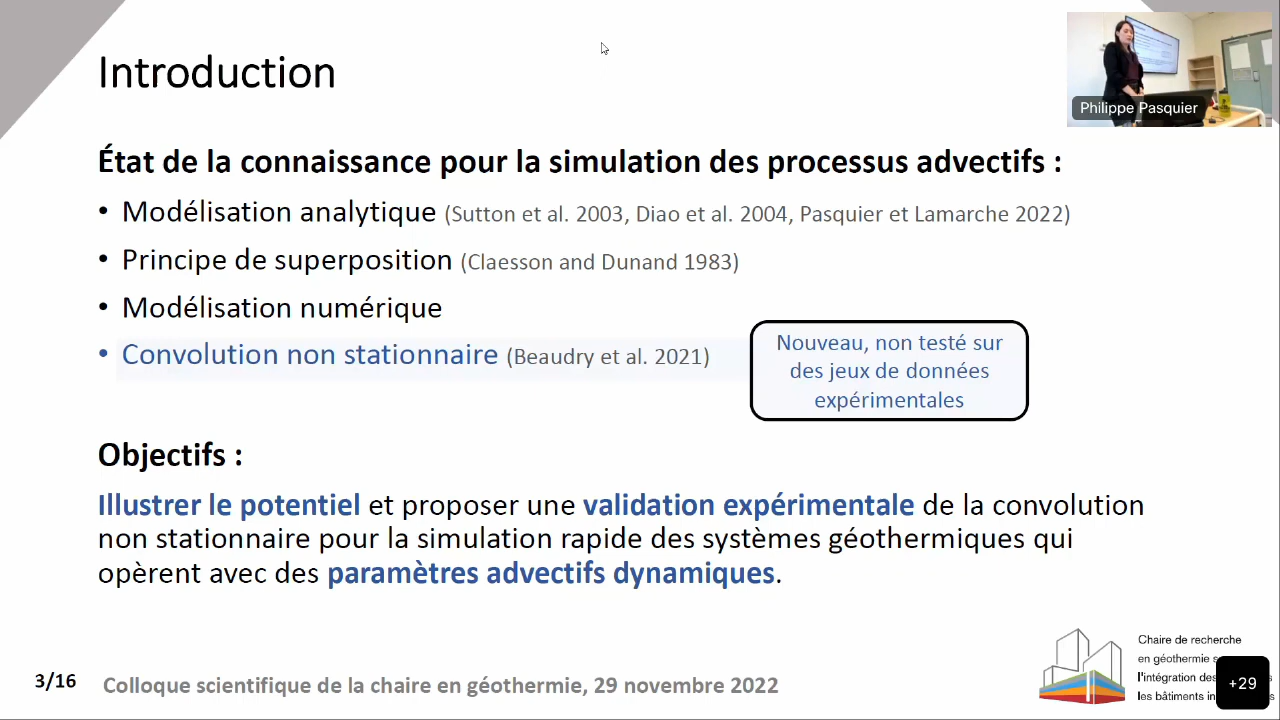 Introduction
Philippe Pasquier
État de la connaissance pour la simulation des processus advectifs :
• Modélisation analytique (Sutton et al. 2003, Diao et al. 2004, Pasquier et Lamarche 2022)
• Principe de superposition (Claesson and Dunand 1983)
• Modélisation numérique
• Convolution non stationnaire (Beaudry et al. 2021)
Nouveau, non testé sur
des jeux de données
expérimentales
Objectifs :
Illustrer le potentiel et proposer une validation expérimentale de la convolution
non stationnaire pour la simulation rapide des systèmes géothermiques qui
opèrent avec des paramètres advectifs dynamiques.
3/16
Colloque scientifique de la chaire en géothermie, 29 novembre 2022
Chaire de recherche
en géothermie
l'intégration des
les bâtiments
+29